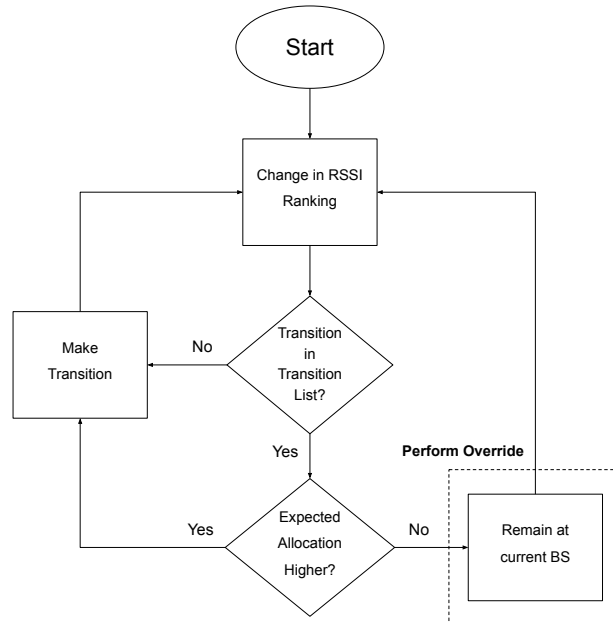 Start
Change in RSSI
Ranking
Transition
in
Transition
List?
No
Make
Transition
Yes
Perform Override
Expected
Allocation
Higher?
Yes
No
Remain at
current BS